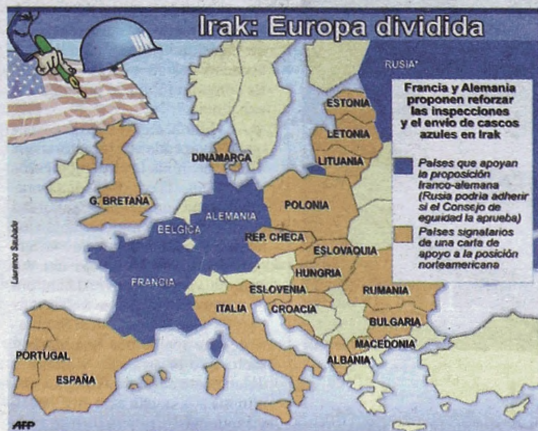 Irak: Europa dividida
UN
RUSIA*
Francia y Alemania
proponen reforzar
las inspecciones
y el envío de cascos
azules en Irak
Países que apoyan
la proposición
franco-alemana
(Rusia podría adherir
si el Consejo de
eguridad la aprueba)
Países signatarios
de una carta de
apoyo a la posición
norteamericana
ESTONIA
LETONIA
LITUANIA
DINAMARCA
G. BRETAÑA
ALEMANIA
POLONIA
BELGICA
REP. CHECA
ESLOVAQUIA
FRANCIA
HUNGRIA
ESLOVENIA
RUMANIA
ITALIA
CROACIA
BULGARIA
MACEDONIA
ALBANIA
PORTUGAL
ESPAÑA
Laurence Saubadu
AFP